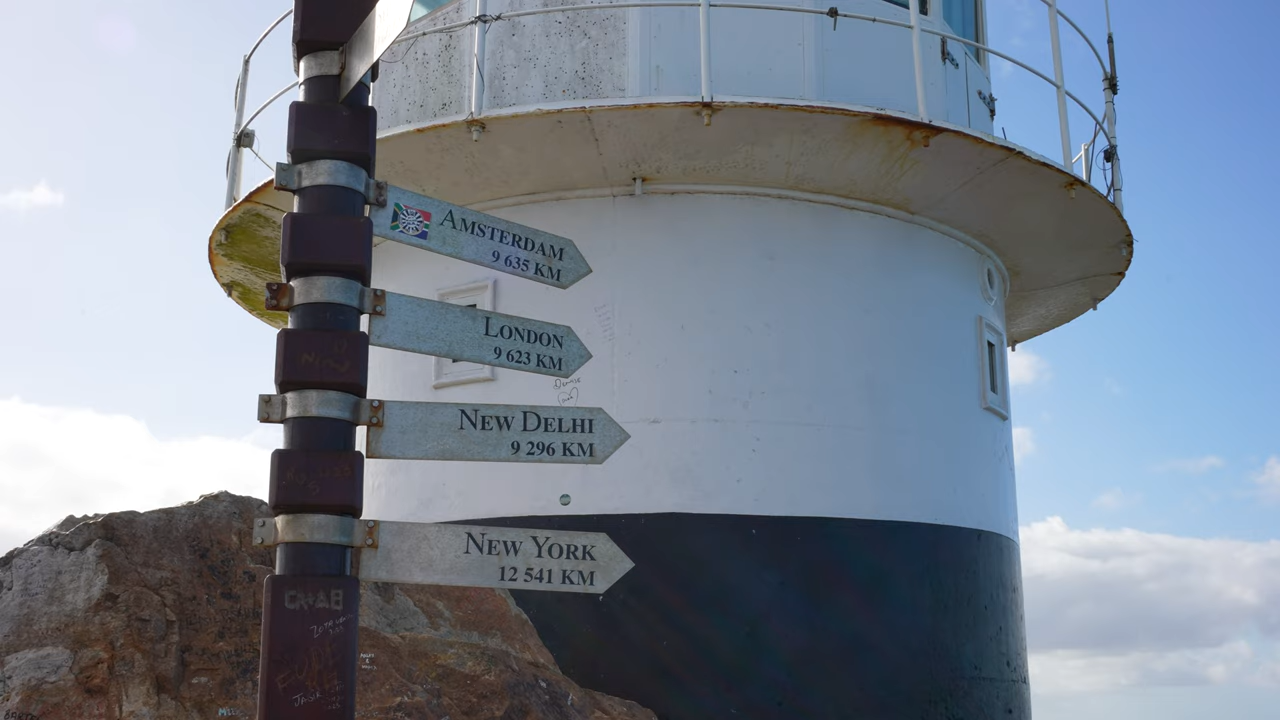 AMSTERDAM
9 635 KM
LONDON
9 623 KM
NEW DELHI
9 296 KM
NEW YORK
12 541 KM